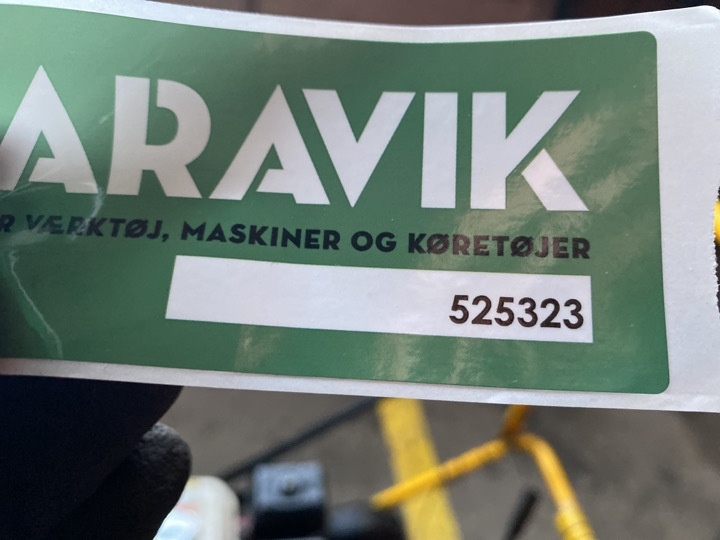 ARAVIK
R VÆRKTØJ, MASKINER OG KØRETØJER
525323